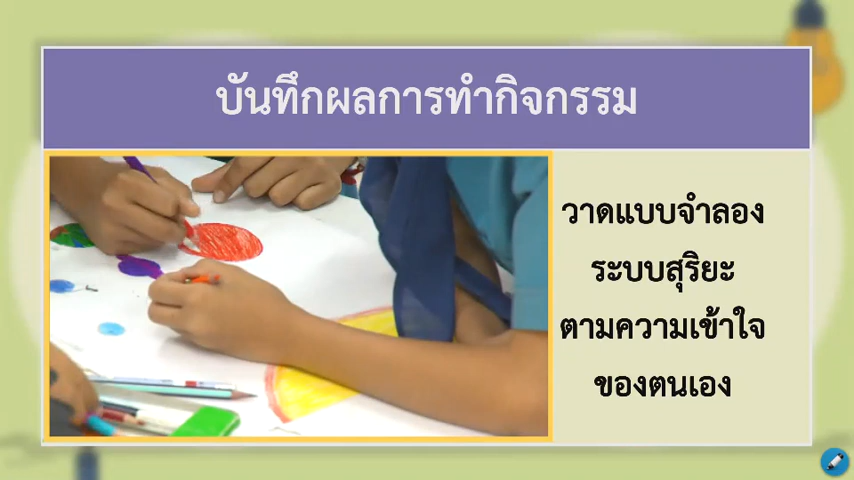 บันทึกผลการทำกิจกรรม
วาดแบบจำลอง
ระบบสุริยะ
ตามความเข้าใจ
ของตนเอง